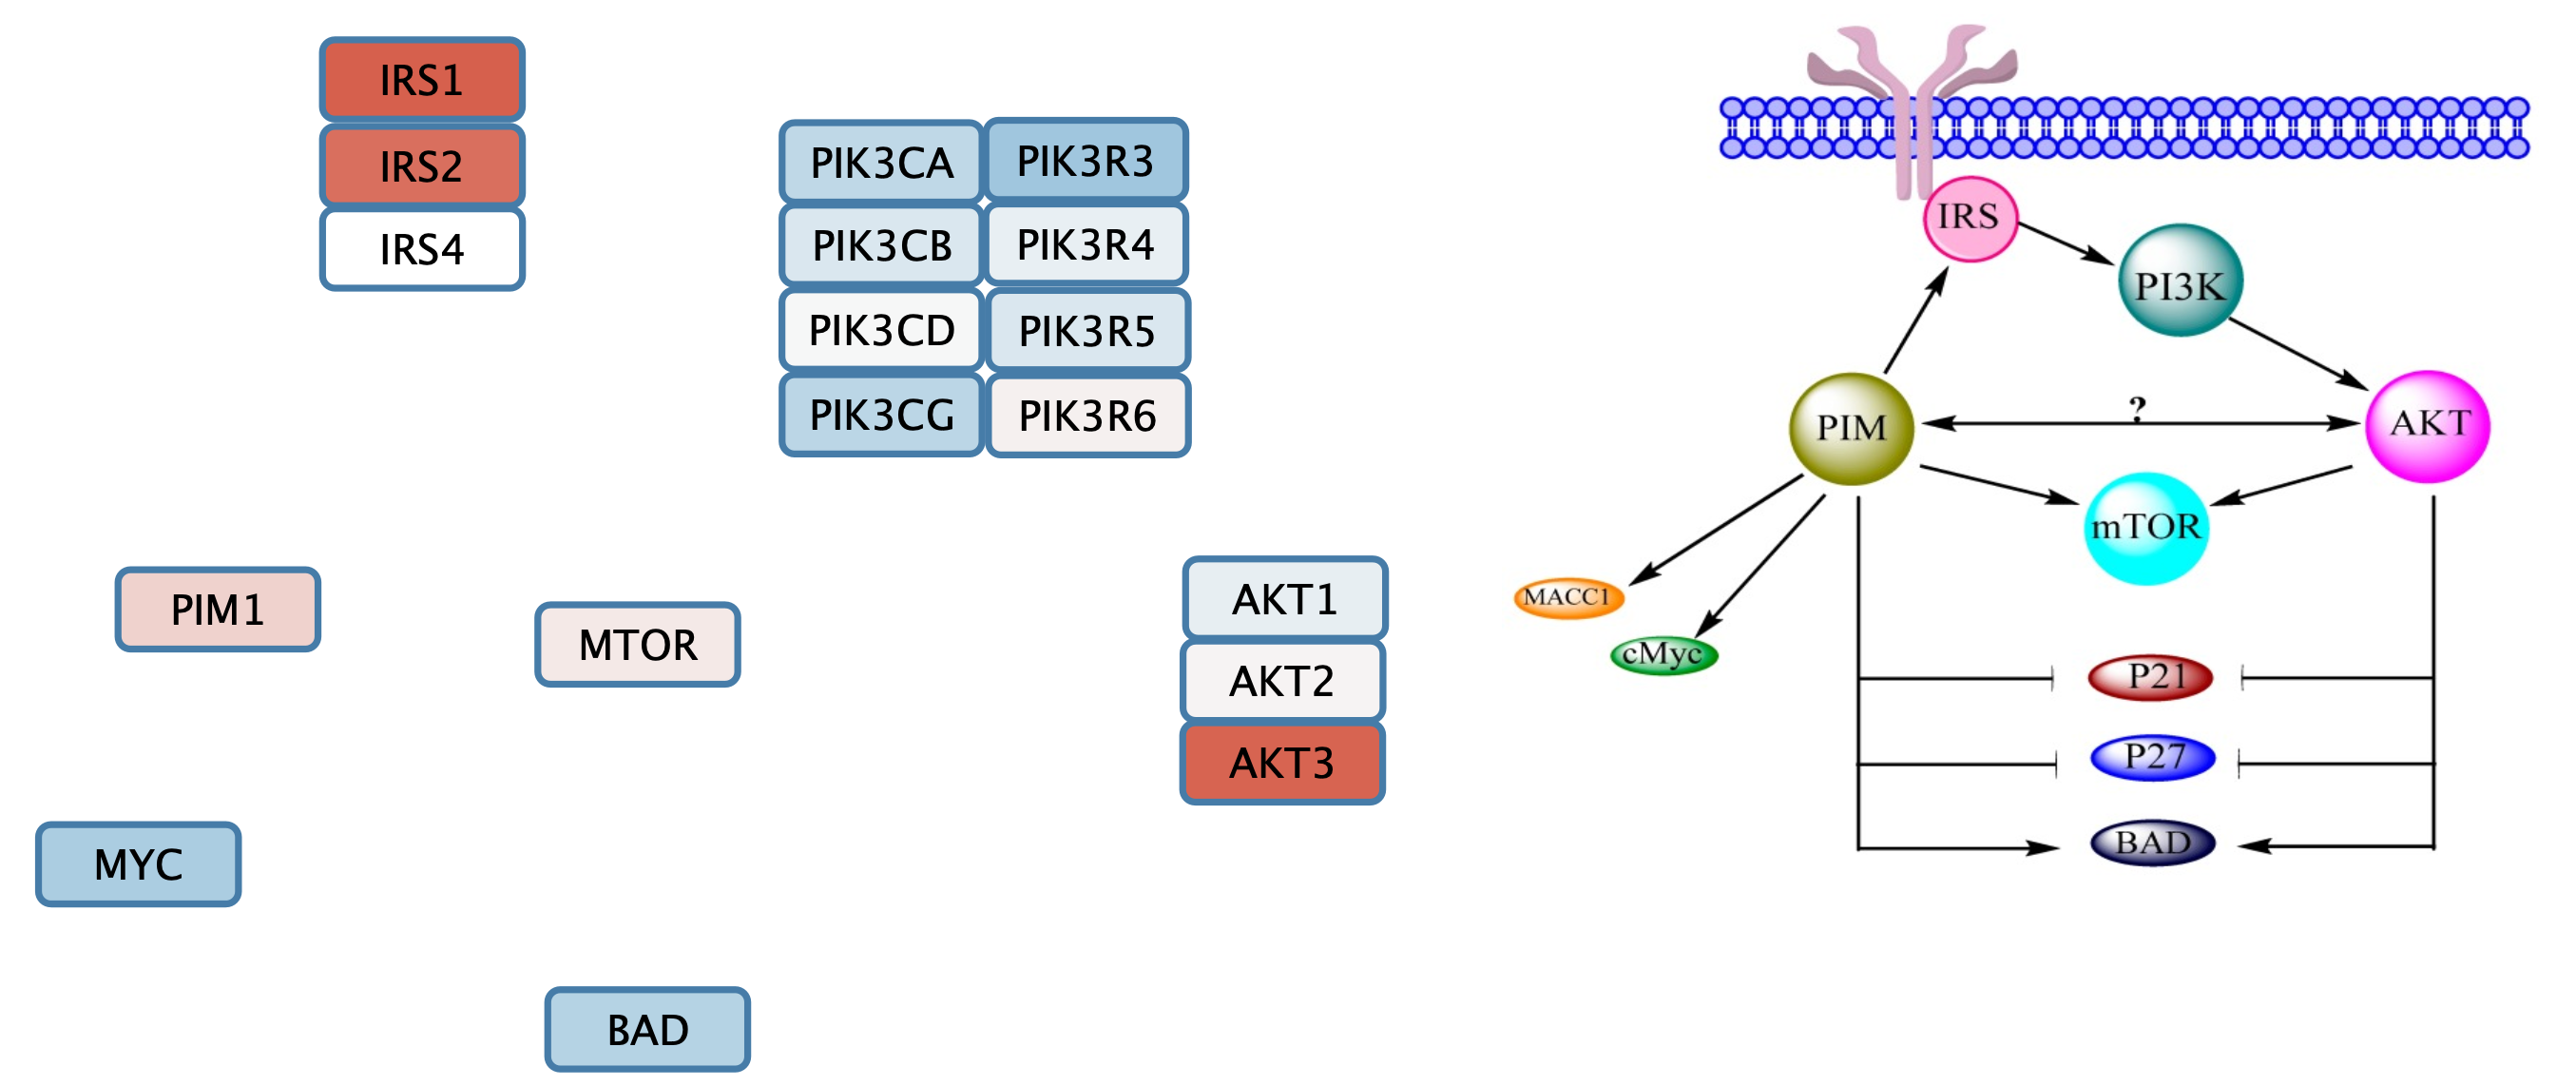 IRS1
IRS2
IRS4
PIK3CA
PIK3R3
PIK3CB
PIK3R4
PIK3CD
PIK3R5
PIK3CG
PIK3R6
PIM1
MTOR
AKT1
AKT2
AKT3
MYC
BAD
IRS
PI3K
PIM
?
AKT
mTOR
MACC1
cMyc
P21
P27
BAD